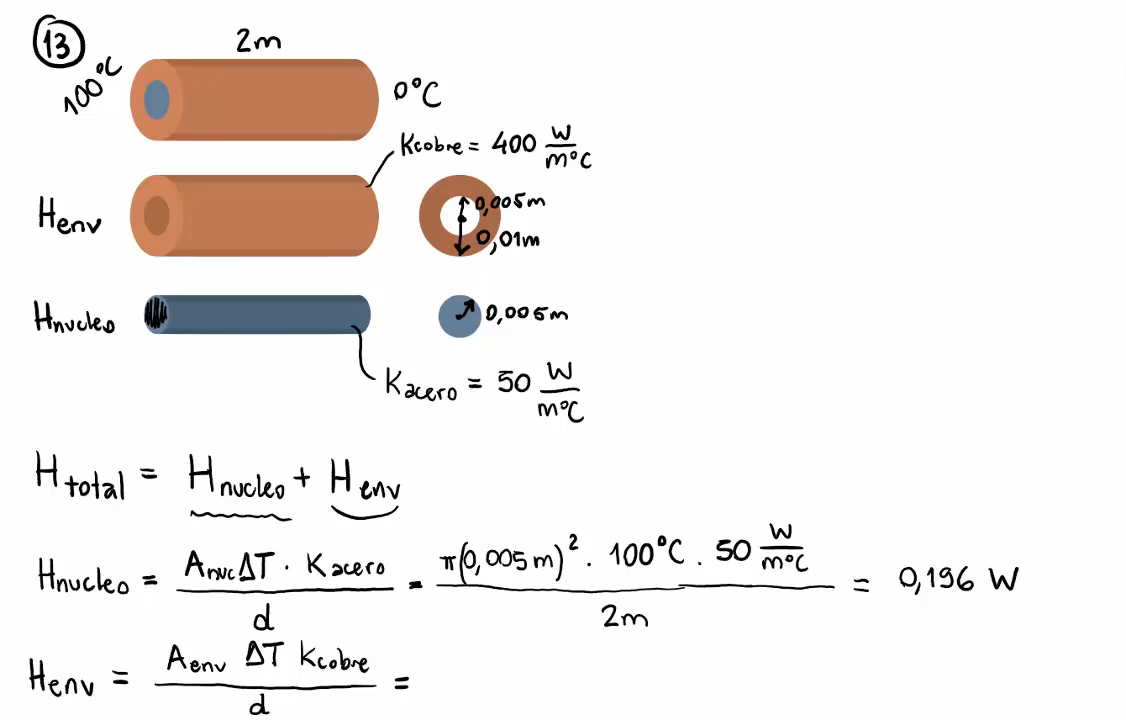 13
2m
100°C
0°C
Kcobre = 400 W/m°C
Henv
0,005m
0,01m
Hnucleo
0,005m
Kacero = 50 W/m°C
Htotal = Hnucleo + Henv
Hnucleo = AnucΔT · Kacero / d = π(0,005m)² · 100°C · 50 W/m°C / 2m = 0,196 W
Henv = Aenv ΔT Kcobre / d =